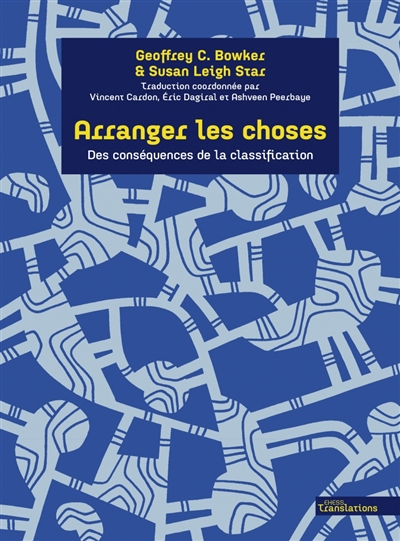 Geoffrey C. Bowker
& Susan Leigh Star
Traduction coordonnée par
Vincent Cardon, Éric Dagiral et Ashveen Peerbaye
Arranger les choses
Des conséquences de la classification
EHESS
Translations